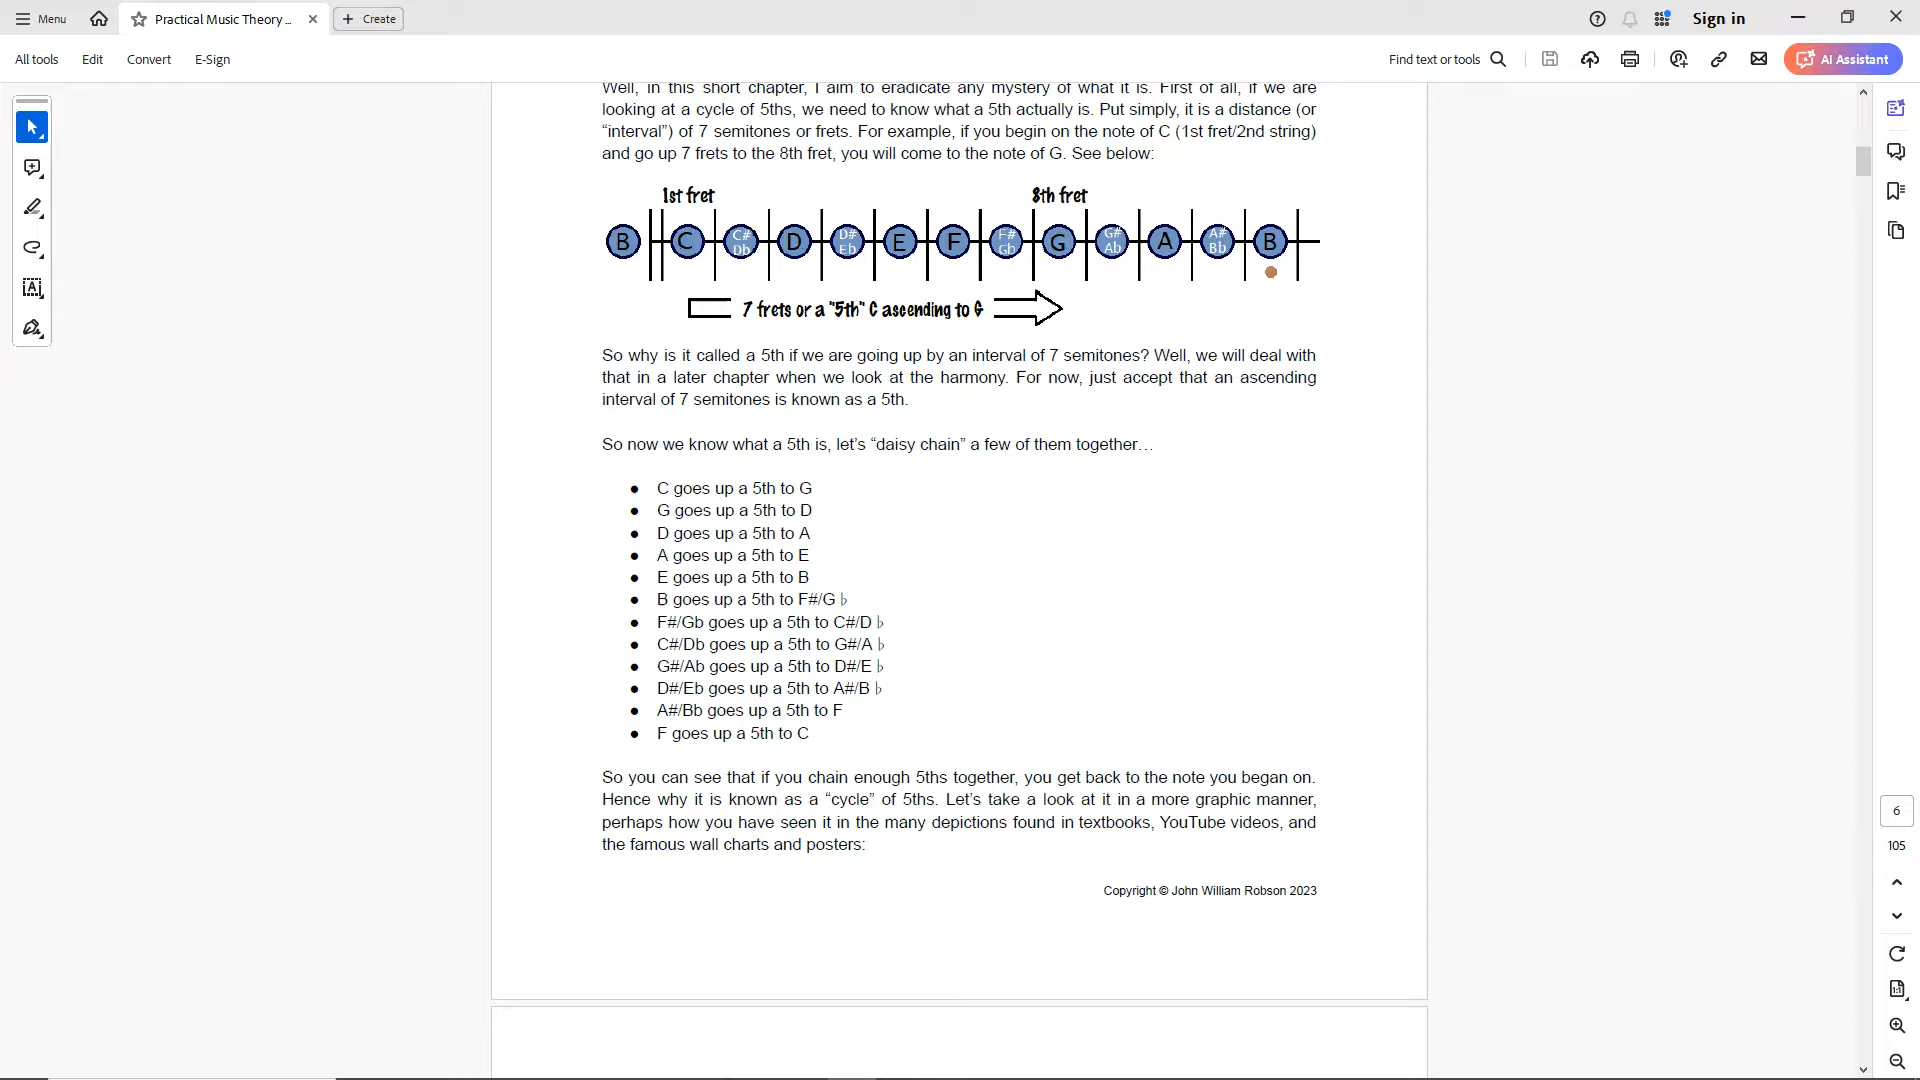 Menu
Practical Music Theory ...
Create
Sign in
All tools
Edit
Convert
E-Sign
Find text or tools
AI Assistant
Well, in this short chapter, I aim to eradicate any mystery of what it is. First of all, if we are
looking at a cycle of 5ths, we need to know what a 5th actually is. Put simply, it is a distance (or
“interval”) of 7 semitones or frets. For example, if you begin on the note of C (1st fret/2nd string)
and go up 7 frets to the 8th fret, you will come to the note of G. See below:
1st fret 8th fret
B C C# Db D D# Eb E F F# Gb G G# Ab A A# Bb B
7 frets or a "5th" C ascending to G
So why is it called a 5th if we are going up by an interval of 7 semitones? Well, we will deal with
that in a later chapter when we look at the harmony. For now, just accept that an ascending
interval of 7 semitones is known as a 5th.
So now we know what a 5th is, let’s “daisy chain” a few of them together…
● C goes up a 5th to G
● G goes up a 5th to D
● D goes up a 5th to A
● A goes up a 5th to E
● E goes up a 5th to B
● B goes up a 5th to F#/G♭
● F#/Gb goes up a 5th to C#/D♭
● C#/Db goes up a 5th to G#/A♭
● G#/Ab goes up a 5th to D#/E♭
● D#/Eb goes up a 5th to A#/B♭
● A#/Bb goes up a 5th to F
● F goes up a 5th to C
So you can see that if you chain enough 5ths together, you get back to the note you began on.
Hence why it is known as a “cycle” of 5ths. Let’s take a look at it in a more graphic manner,
perhaps how you have seen it in the many depictions found in textbooks, YouTube videos, and
the famous wall charts and posters:
Copyright © John William Robson 2023
6
105